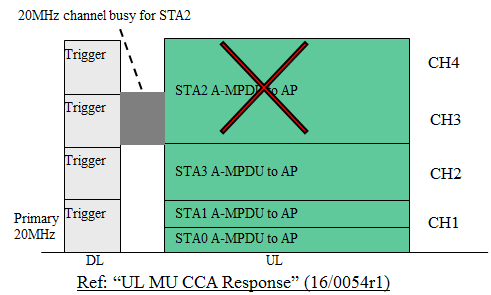 20MHz channel busy for STA2
Trigger
CH4
STA2 A-MPDU to AP
Trigger
CH3
Trigger
STA3 A-MPDU to AP
CH2
Primary
20MHz
Trigger
STA1 A-MPDU to AP
CH1
STA0 A-MPDU to AP
DL
UL
Ref: “UL MU CCA Response” (16/0054r1)